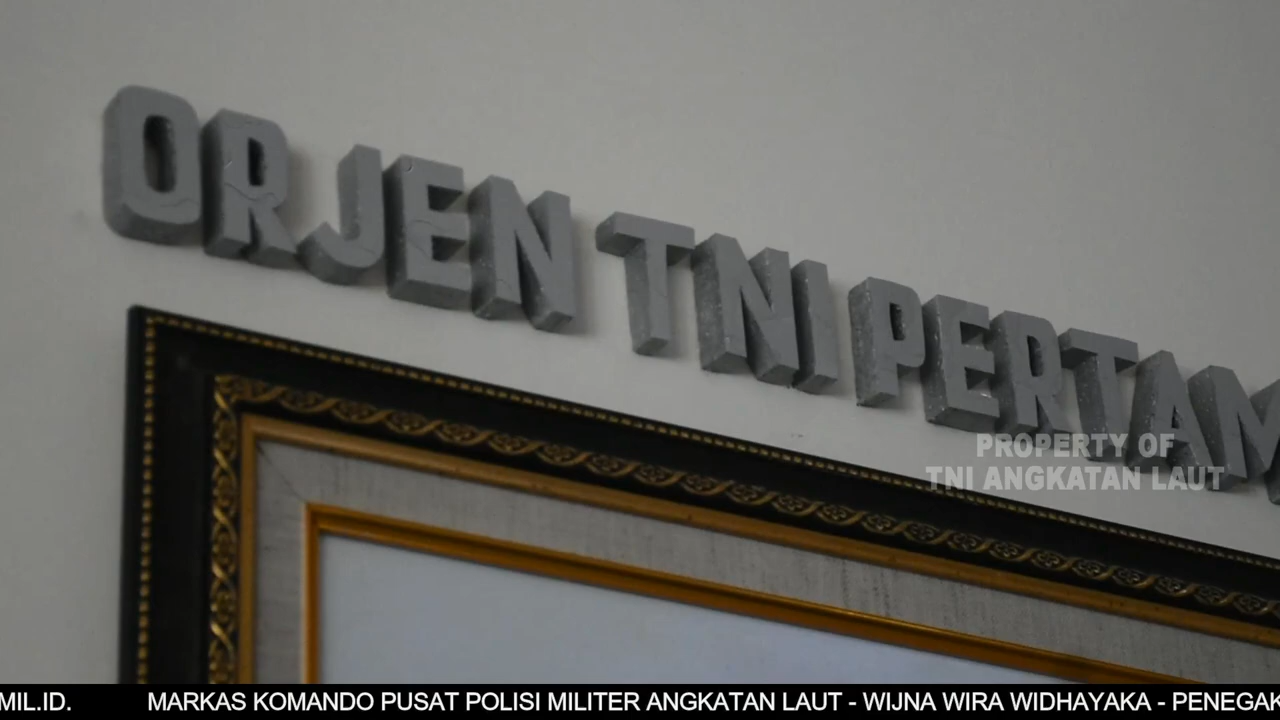 ORJEN TNI PERTAM
PROPERTY OF
TNI ANGKATAN LAUT
MIL.ID. MARKAS KOMANDO PUSAT POLISI MILITER ANGKATAN LAUT - WIJNA WIRA WIDHAYAKA - PENEGAK